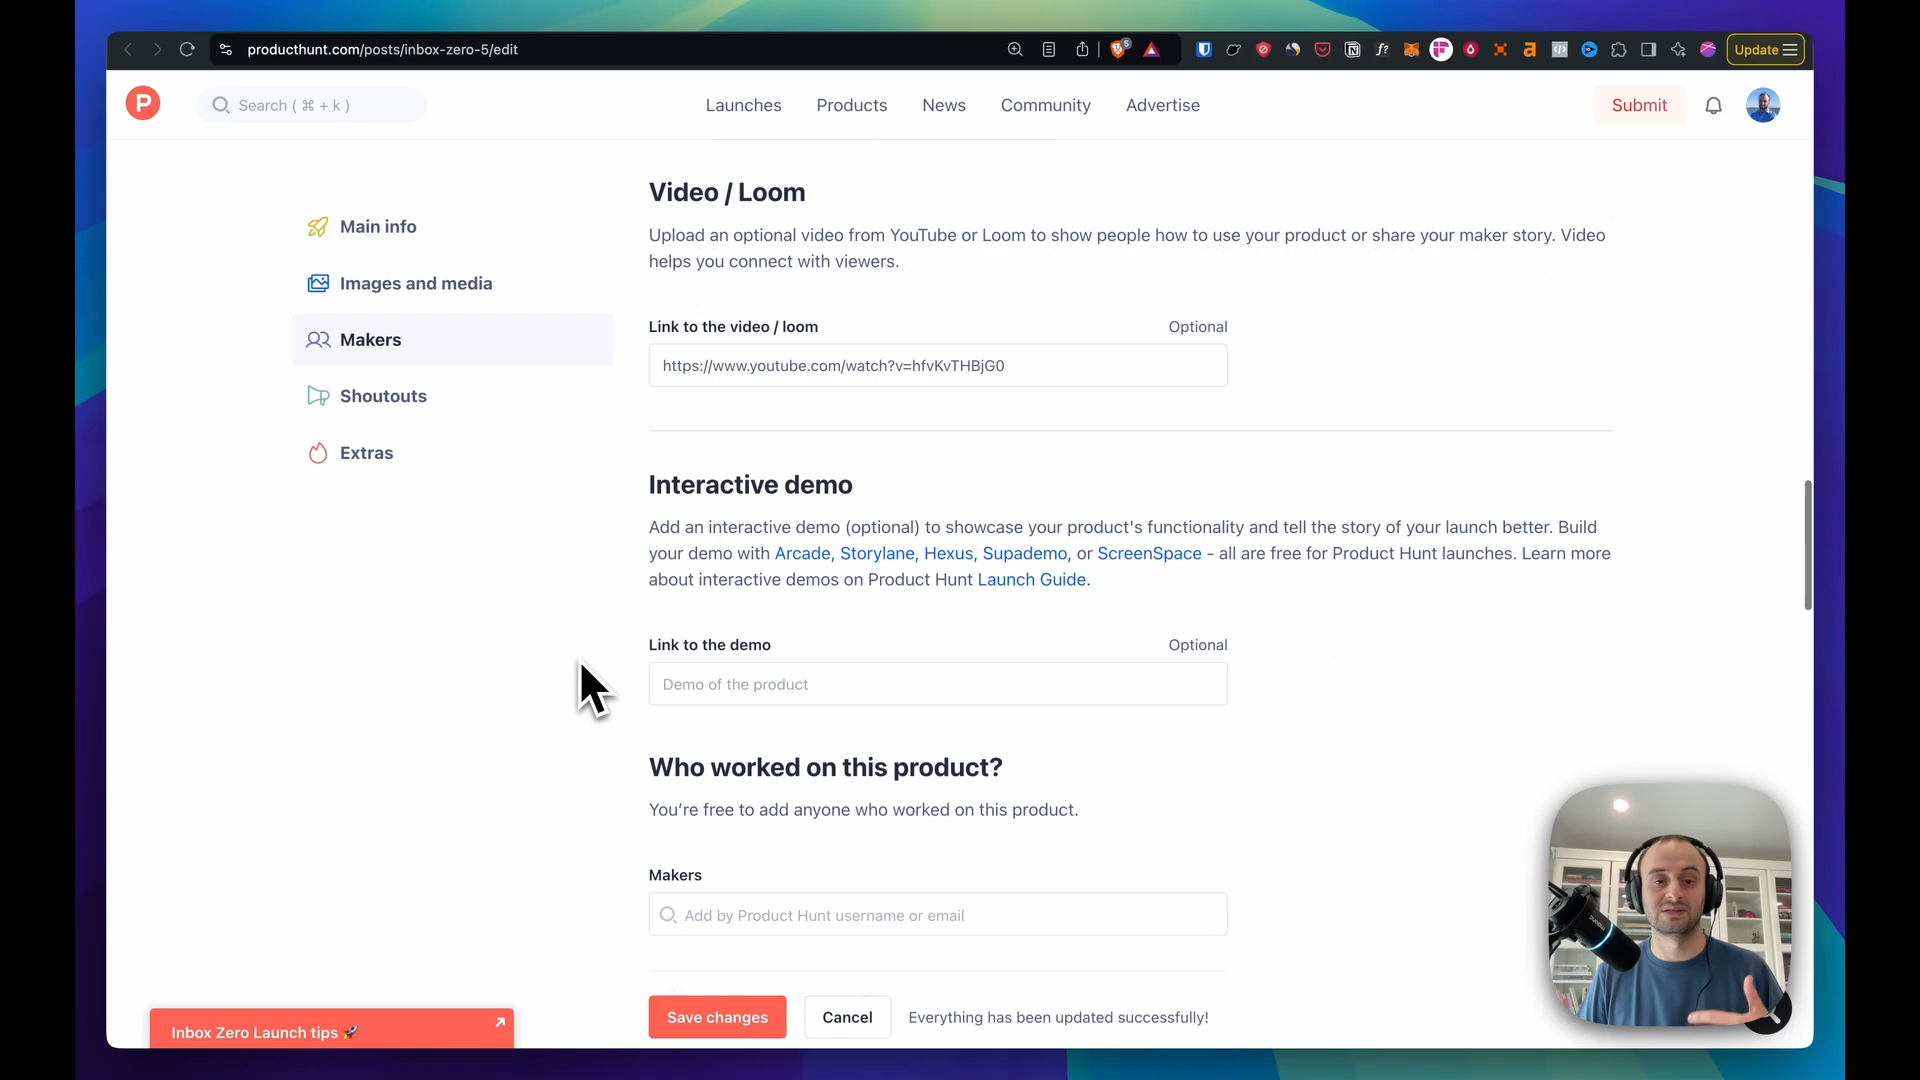 producthunt.com/posts/inbox-zero-5/edit
5
Update
P
Search ( ⌘ + k )
Launches
Products
News
Community
Advertise
Submit
Main info
Images and media
Makers
Shoutouts
Extras
Video / Loom
Upload an optional video from YouTube or Loom to show people how to use your product or share your maker story. Video
helps you connect with viewers.
Link to the video / loom
Optional
https://www.youtube.com/watch?v=hfvKvTHBjG0
Interactive demo
Add an interactive demo (optional) to showcase your product's functionality and tell the story of your launch better. Build
your demo with Arcade, Storylane, Hexus, Supademo, or ScreenSpace - all are free for Product Hunt launches. Learn more
about interactive demos on Product Hunt Launch Guide.
Link to the demo
Optional
Demo of the product
Who worked on this product?
You’re free to add anyone who worked on this product.
Makers
Add by Product Hunt username or email
Save changes
Cancel
Everything has been updated successfully!
Inbox Zero Launch tips 🚀